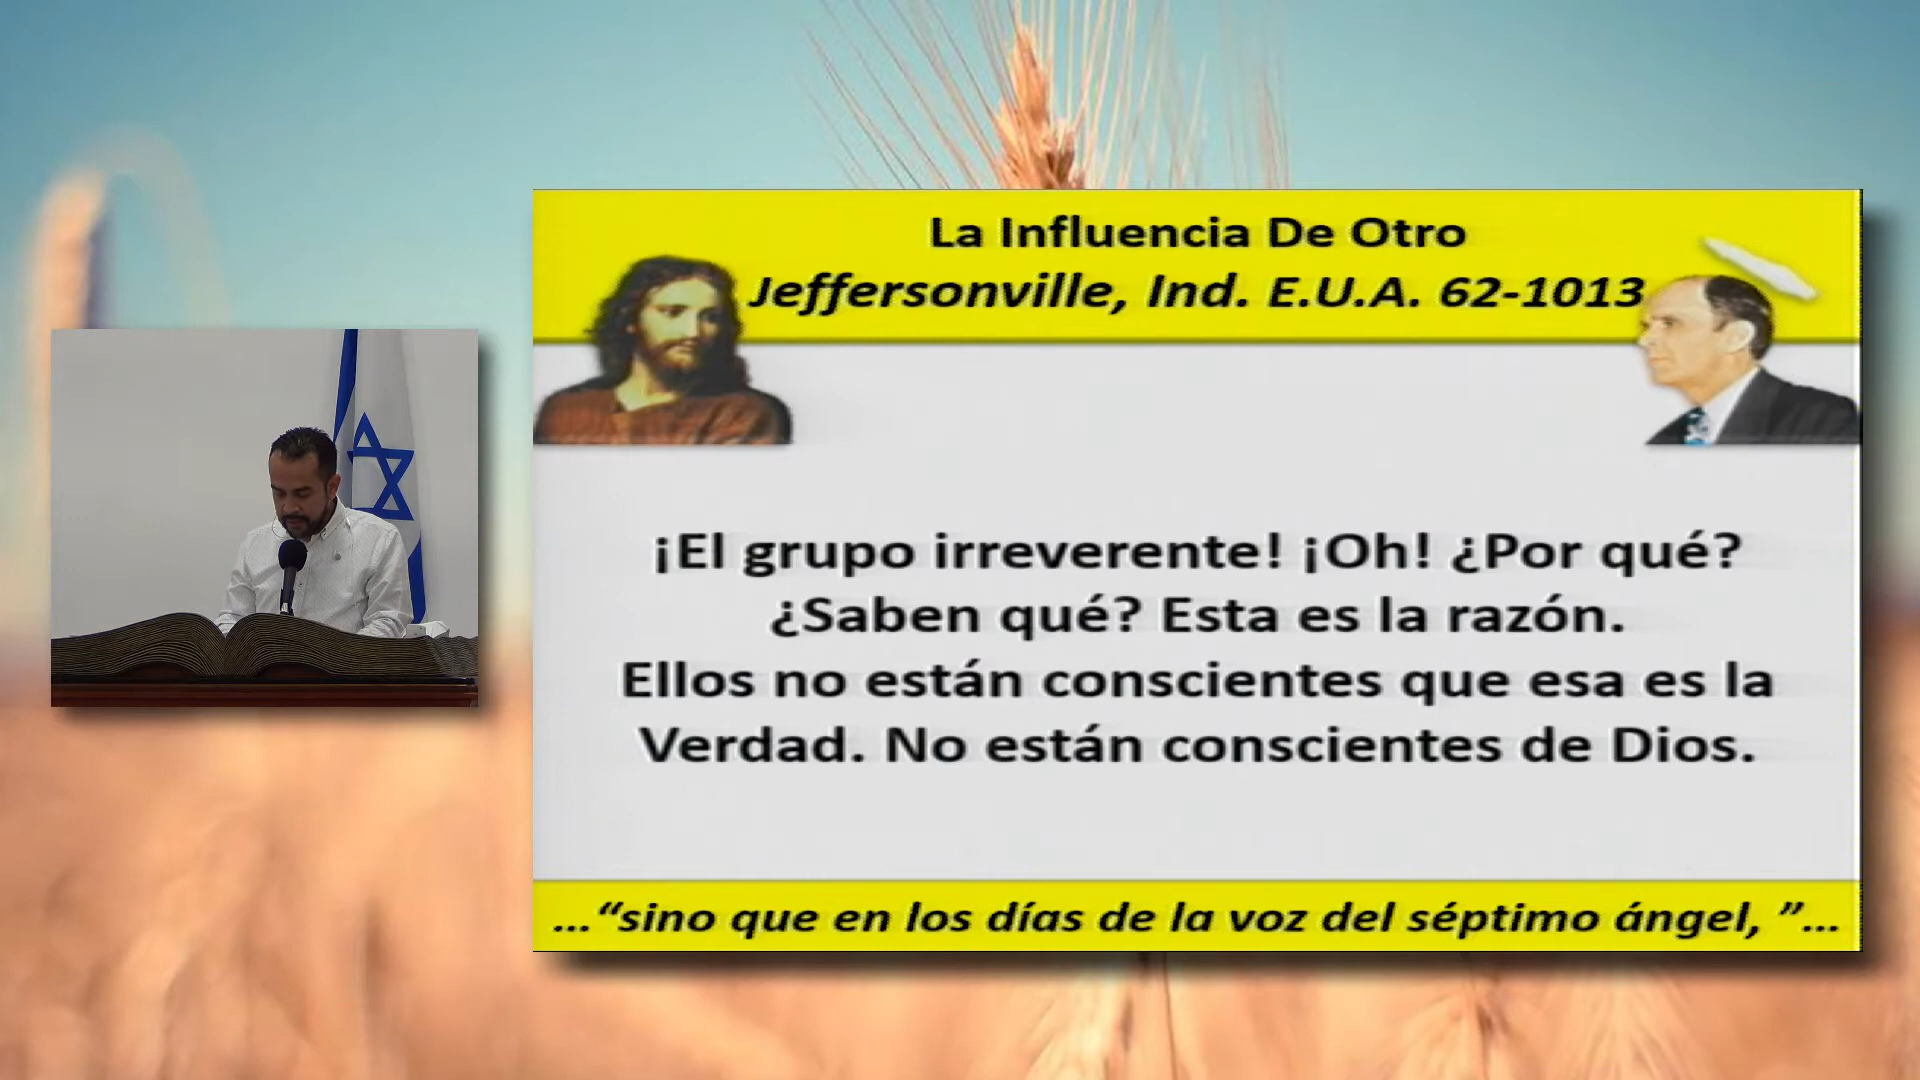 La Influencia De Otro
Jeffersonville, Ind. E.U.A. 62-1013
¡El grupo irreverente! ¡Oh! ¿Por qué?
¿Saben qué? Esta es la razón.
Ellos no están conscientes que esa es la
Verdad. No están conscientes de Dios.
...“sino que en los días de la voz del séptimo ángel, ”...